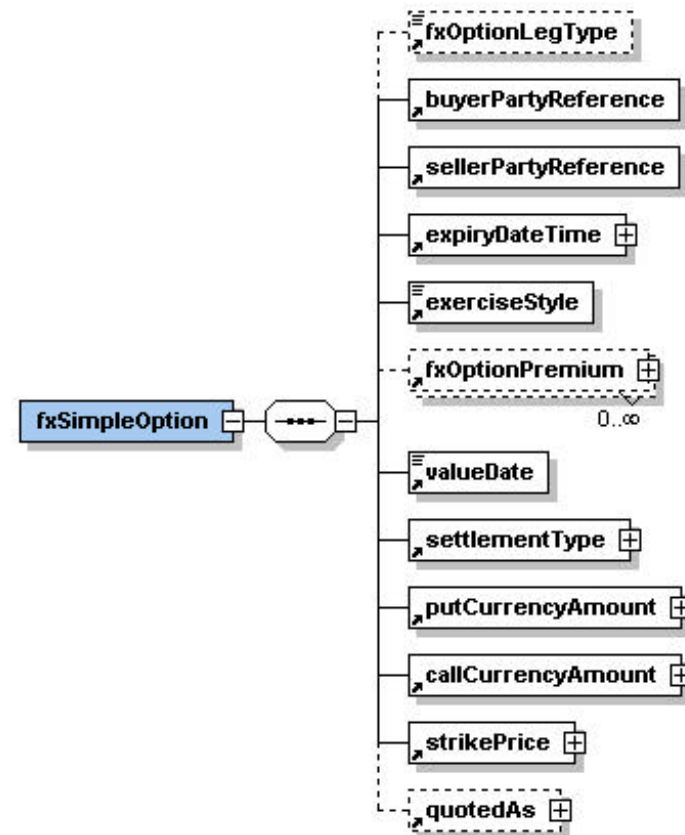 fxOptionLegType
buyerPartyReference
sellerPartyReference
expiryDateTime
exerciseStyle
fxOptionPremium
0..∞
fxSimpleOption
valueDate
settlementType
putCurrencyAmount
callCurrencyAmount
strikePrice
quotedAs